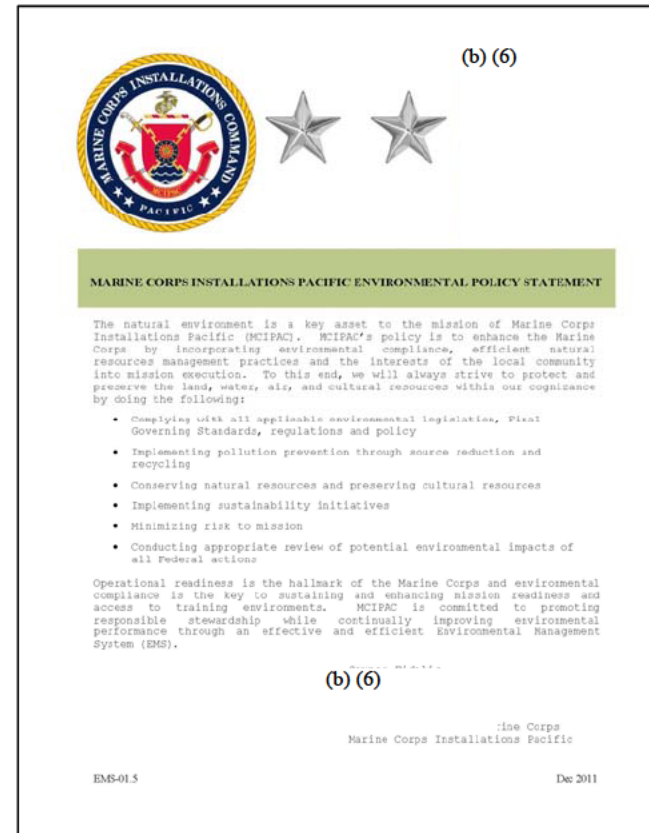 (b) (6)
MARINE CORPS INSTALLATIONS COMMAND
MCIPAC
PACIFIC
MARINE CORPS INSTALLATIONS PACIFIC ENVIRONMENTAL POLICY STATEMENT
The natural environment is a key asset to the mission of Marine Corps
Installations Pacific (MCIPAC). MCIPAC's policy is to enhance the Marine
Corps by incorporating environmental compliance, efficient natural
resources management practices and the interests of the local community
into mission execution. To this end, we will always strive to protect and
preserve the land, water, air, and cultural resources within our cognizance
by doing the following:
• Complying with all applicable environmental legislation, Final
Governing Standards, regulations and policy
• Implementing pollution prevention through source reduction and
recycling
• Conserving natural resources and preserving cultural resources
• Implementing sustainability initiatives
• Minimizing risk to mission
• Conducting appropriate review of potential environmental impacts of
all Federal actions
Operational readiness is the hallmark of the Marine Corps and environmental
compliance is the key to sustaining and enhancing mission readiness and
access to training environments. MCIPAC is committed to promoting
responsible stewardship while continually improving environmental
performance through an effective and efficient Environmental Management
System (EMS).
(b) (6)
ine Corps
Marine Corps Installations Pacific
EMS-01.5 Dec 2011